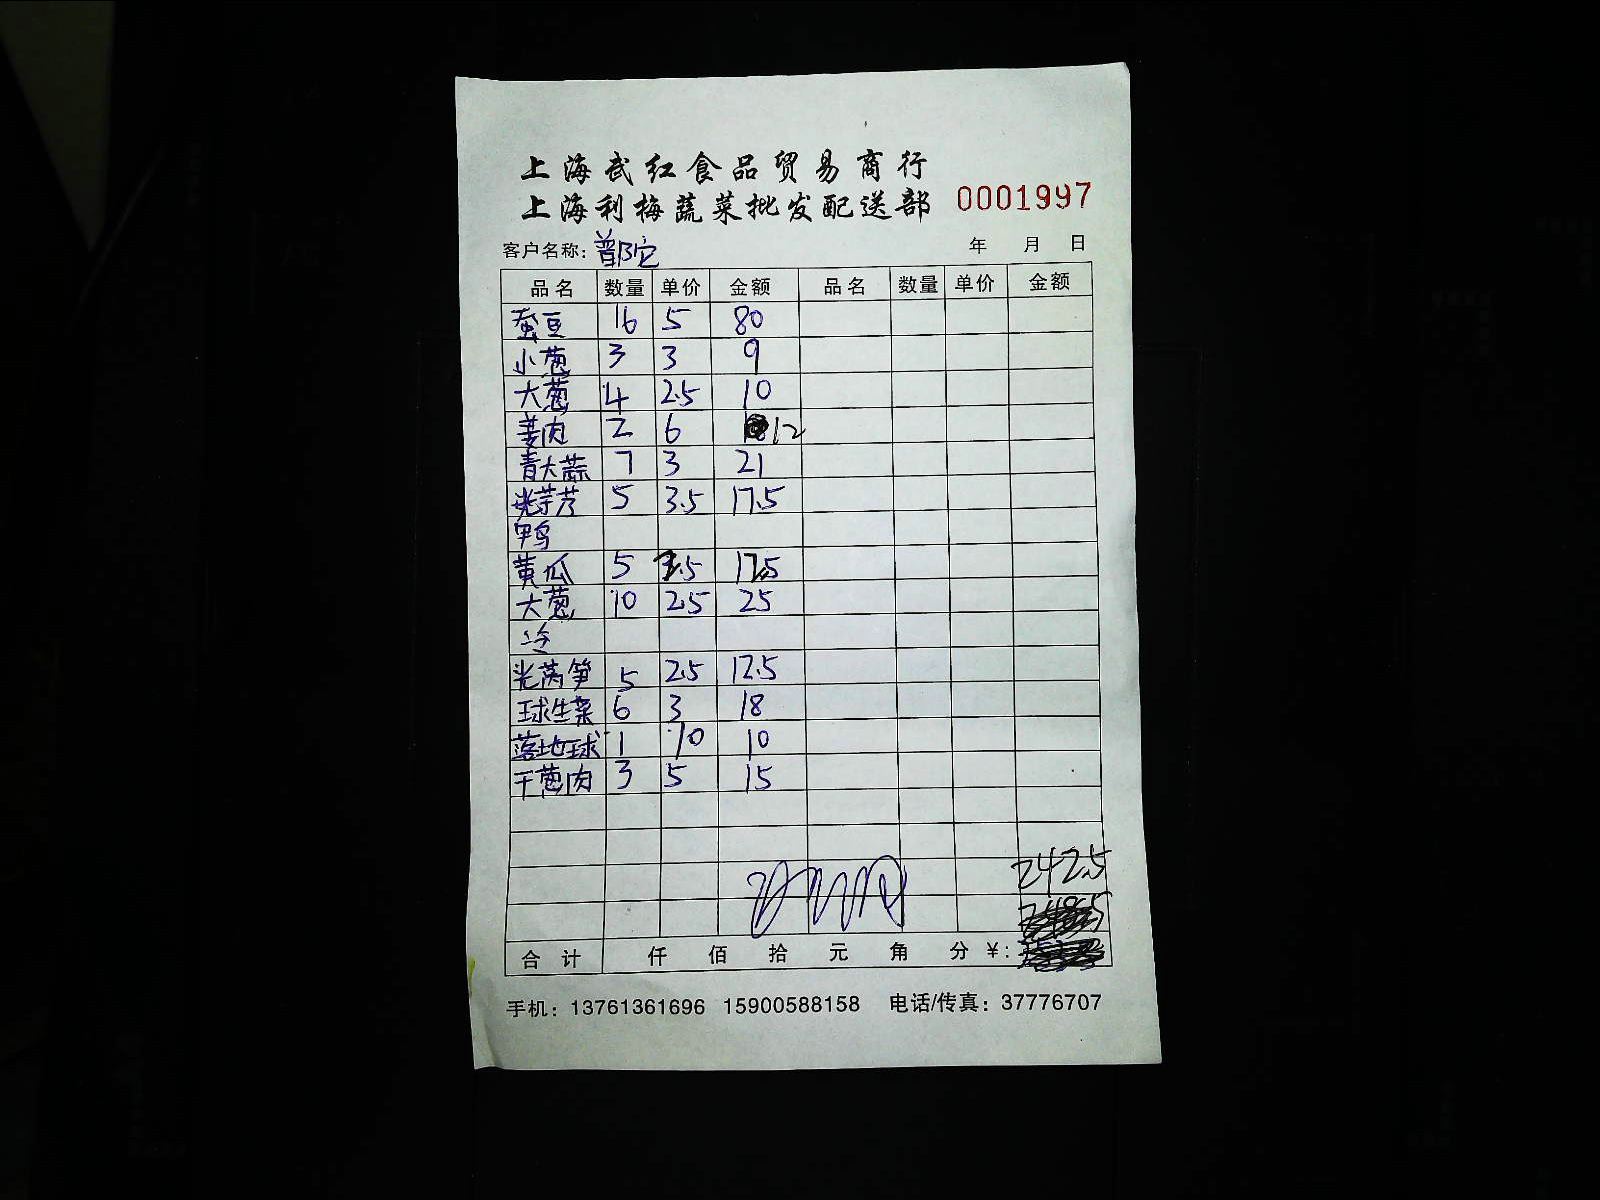 上海武红食品贸易商行
上海利梅蔬菜批发配送部 0001997
客户名称: 普陀 年 月 日
品名 数量 单价 金额 品名 数量 单价 金额
蚕豆 16 5 80
小葱 3 3 9
大葱 4 2.5 10
姜肉 2 6 12
青大蒜 7 3 21
光芋艿 5 3.5 17.5
鸭
黄瓜 5 .5 17.5
大葱 10 2.5 25
冷
光莴笋 5 2.5 12.5
球生菜 6 3 18
落地球 1 10 10
干葱肉 3 5 15
242.5
合计 仟 佰 拾 元 角 分 ¥:
手机: 13761361696 15900588158 电话/传真: 37776707